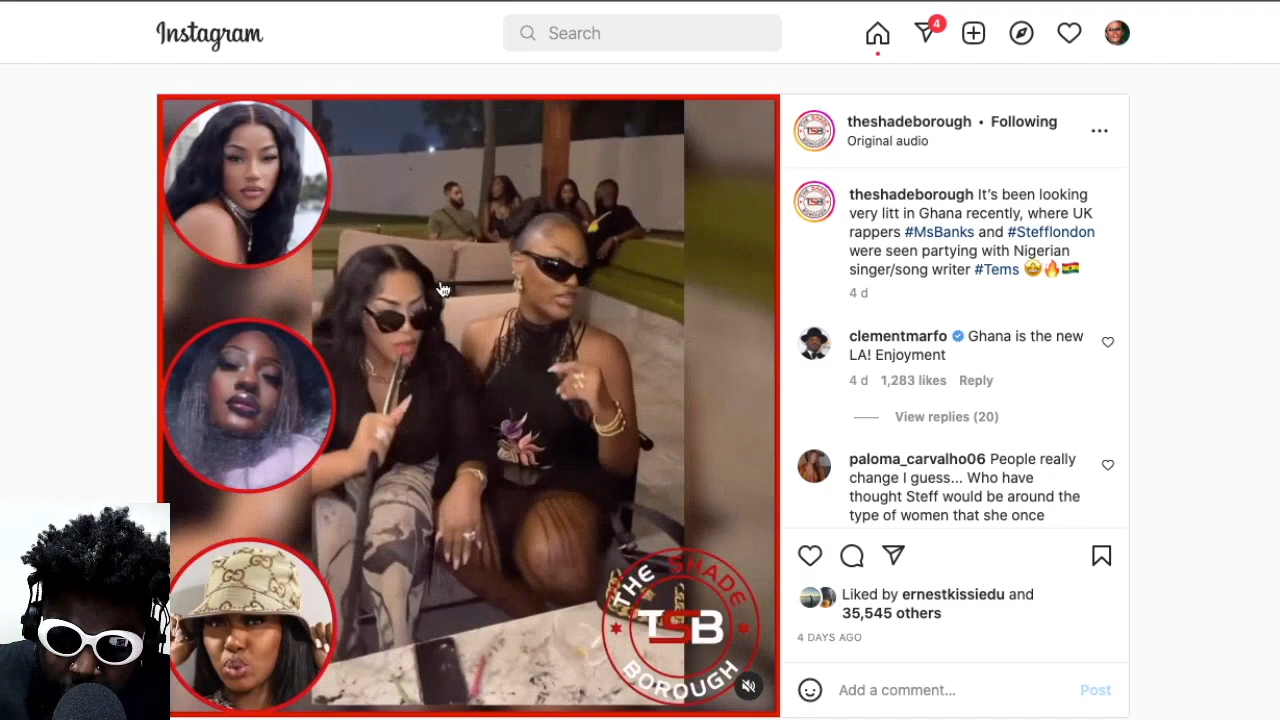 Instagram
Search
4
theshadeborough • Following
Original audio
theshadeborough It’s been looking
very litt in Ghana recently, where UK
rappers #MsBanks and #Stefflondon
were seen partying with Nigerian
singer/song writer #Tems 🤩🔥🇬🇭
4 d
clementmarfo Ghana is the new
LA! Enjoyment
4 d 1,283 likes Reply
View replies (20)
paloma_carvalho06 People really
change I guess... Who have
thought Steff would be around the
type of women that she once
Liked by ernestkissiedu and
35,545 others
4 DAYS AGO
Add a comment... Post
THE SHADE
TSB
BOROUGH